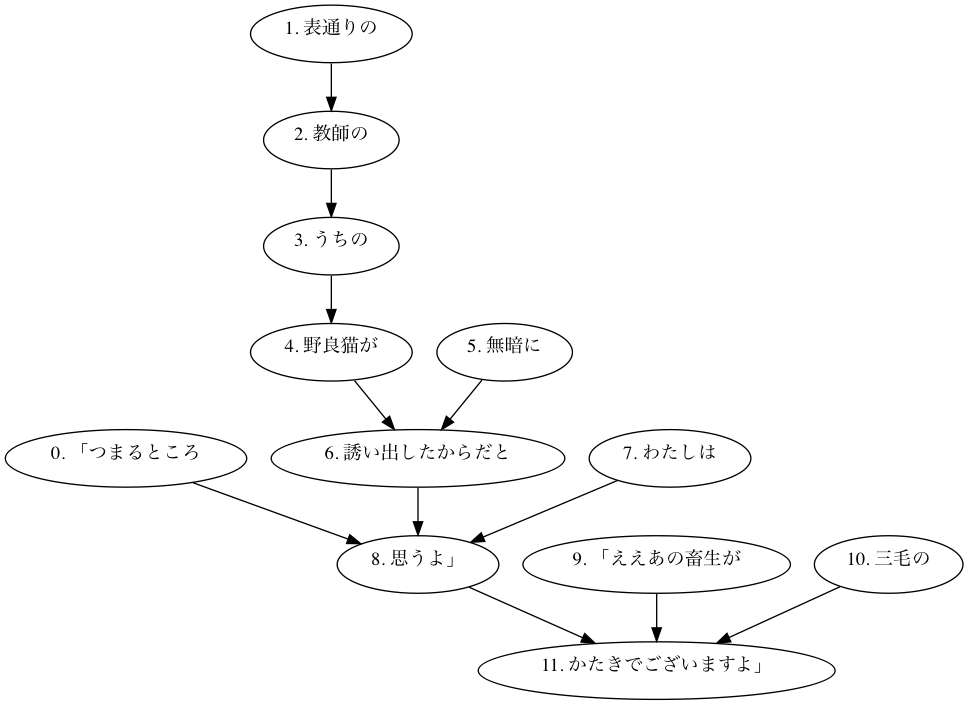 1. 表通りの
2. 教師の
3. うちの
4. 野良猫が
5. 無暗に
0. 「つまるところ
6. 誘い出したからだと
7. わたしは
8. 思うよ」
9. 「ええあの畜生が
10. 三毛の
11. かたきでございますよ」